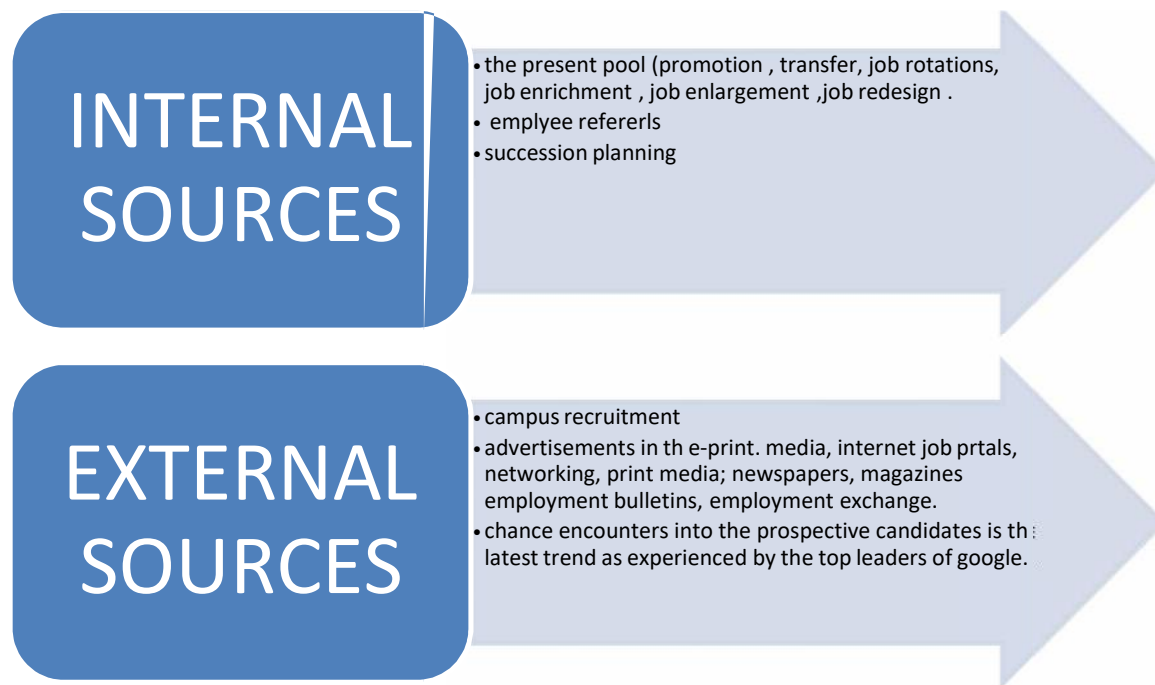 INTERNAL
SOURCES
• the present pool (promotion , transfer, job rotations,
job enrichment , job enlargement ,job redesign .
• emplyee refererls
• succession planning
EXTERNAL
SOURCES
• campus recruitment
• advertisements in th e-print. media, internet job prtals,
networking, print media; newspapers, magazines
employment bulletins, employment exchange.
• chance encounters into the prospective candidates is th
latest trend as experienced by the top leaders of google.